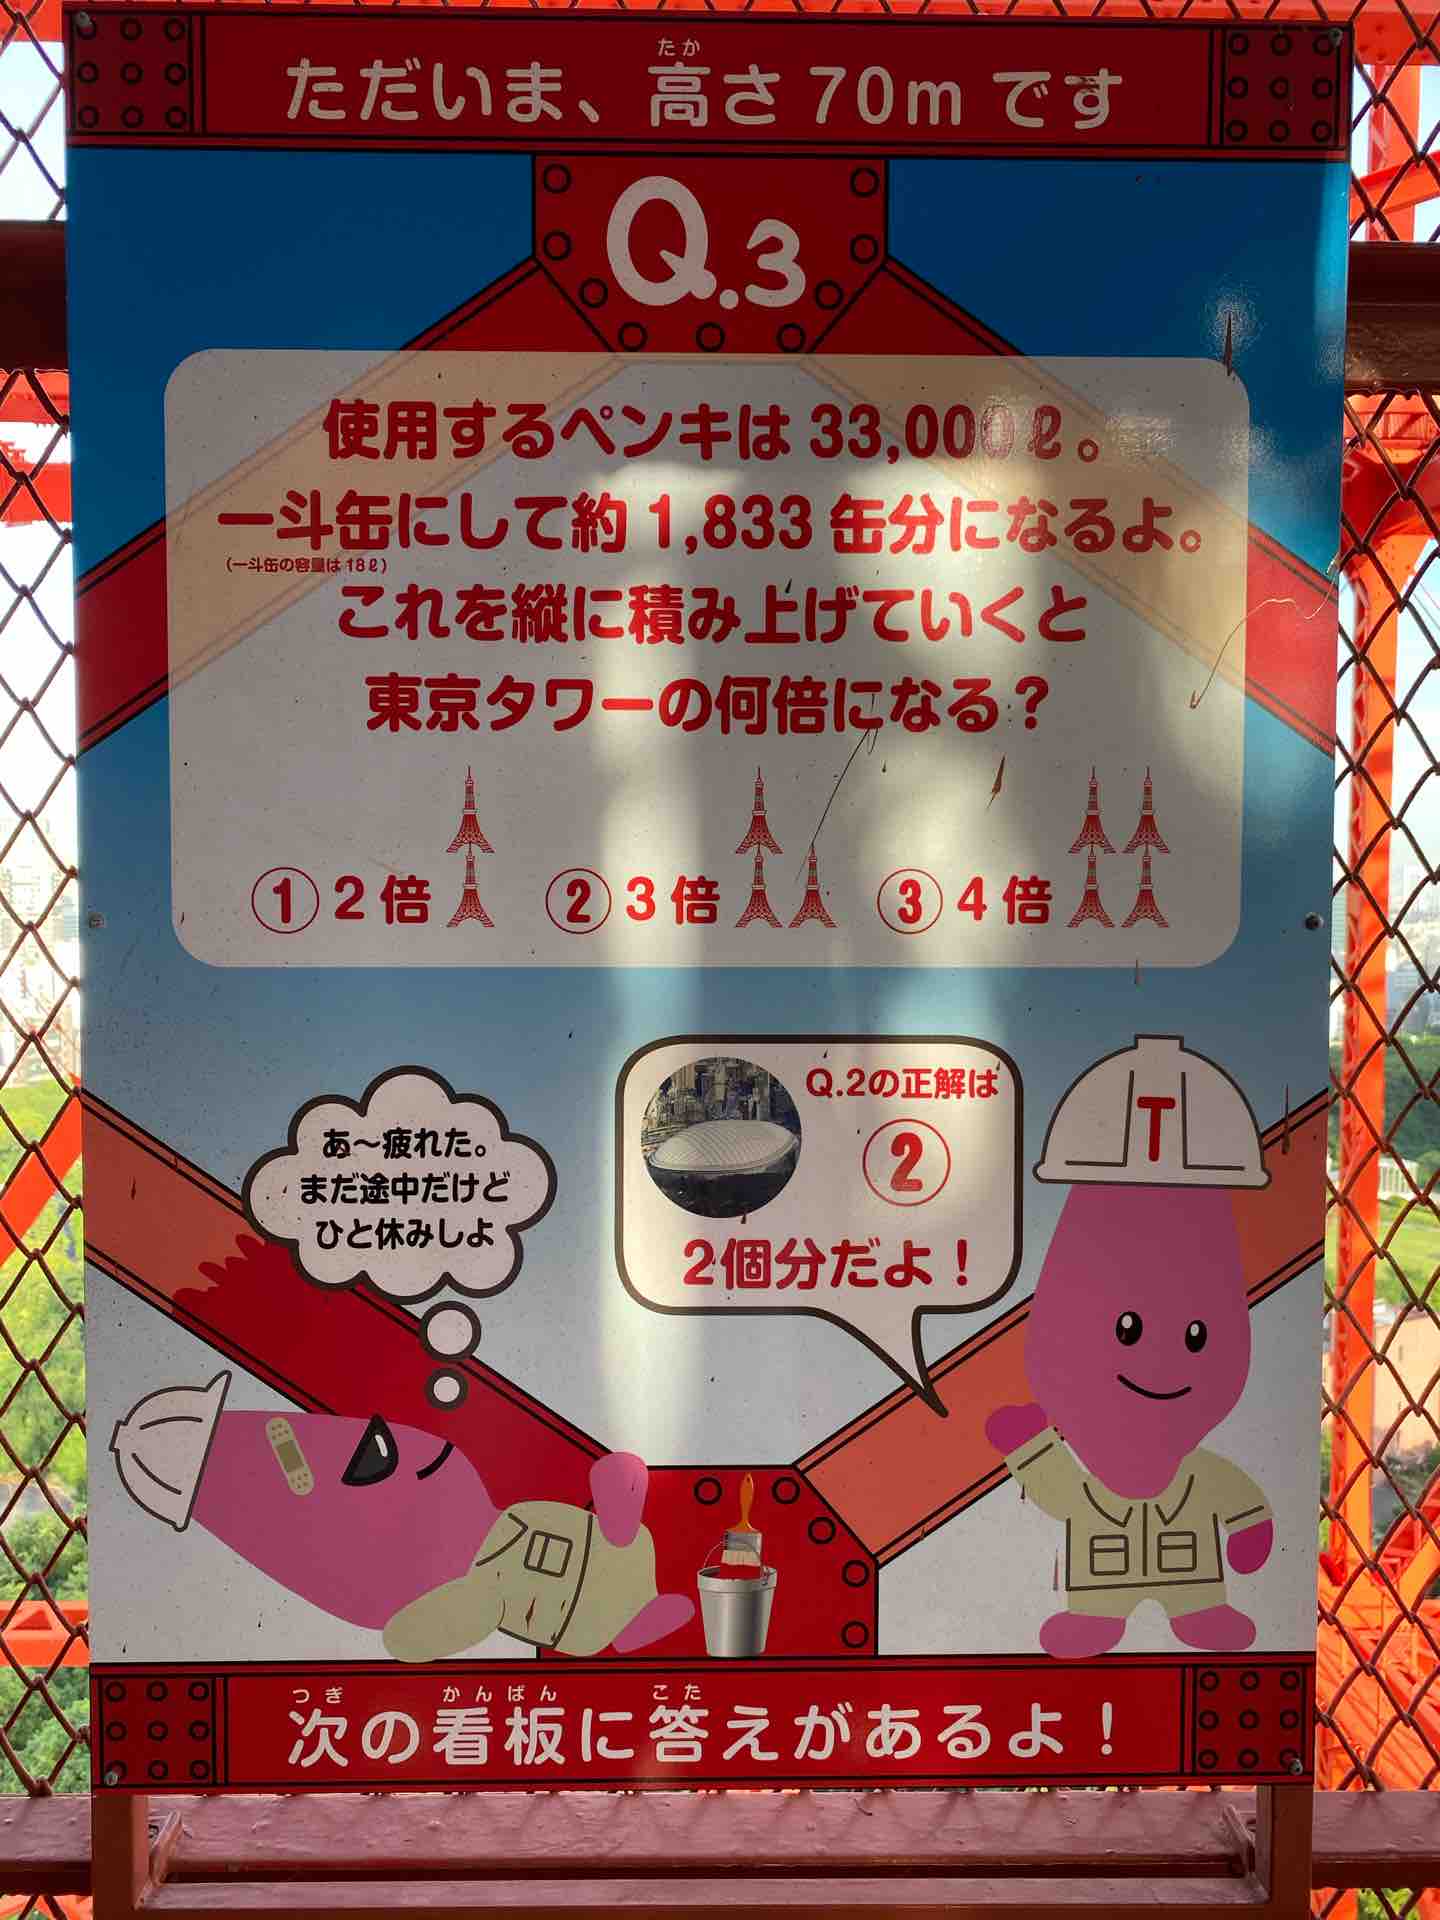 ただいま、高さ70mです
たか
Q.3
使用するペンキは33,000ℓ。
一斗缶にして約1,833缶分になるよ。
(一斗缶の容量は18ℓ)
これを縦に積み上げていくと
東京タワーの何倍になる?
①2倍 ②3倍 ③4倍
Q.2の正解は
②
2個分だよ!
あ〜疲れた。
まだ途中だけど
ひと休みしよ
T
つぎ かんばん こた
次の看板に答えがあるよ!